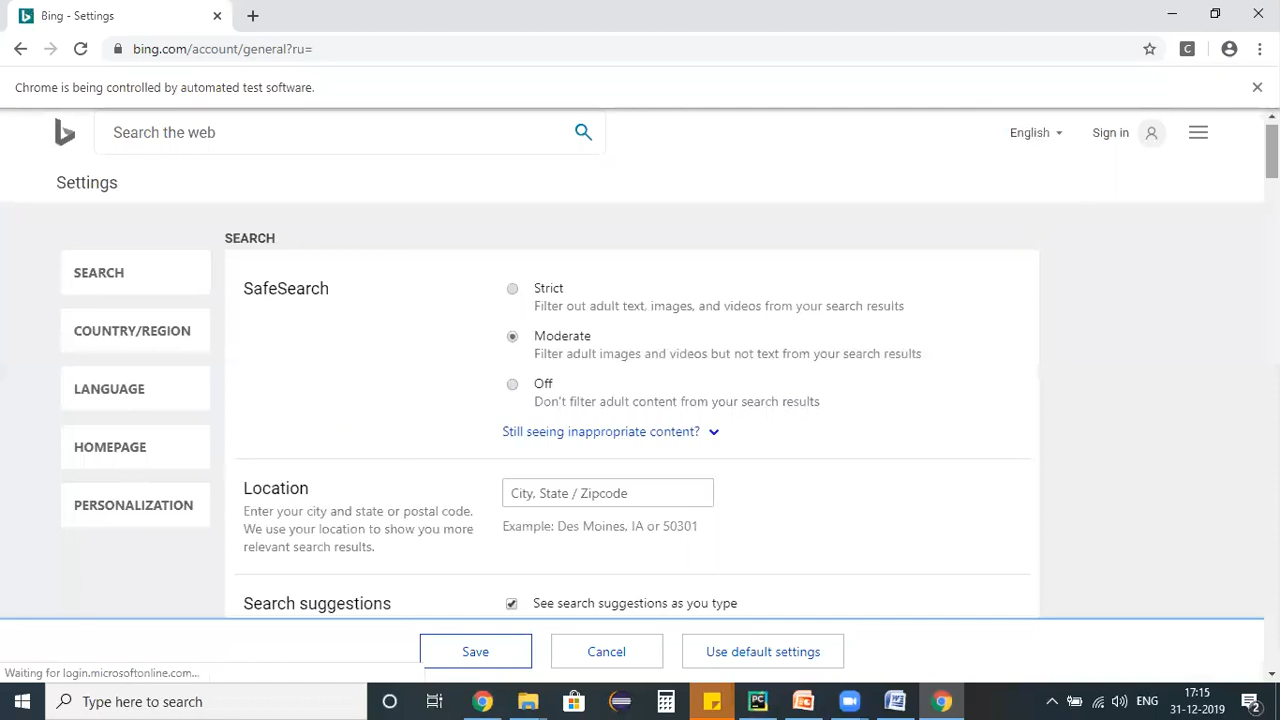 Bing - Settings
bing.com/account/general?ru=
Chrome is being controlled by automated test software.
Search the web
English
Sign in
Settings
SEARCH
SEARCH
COUNTRY/REGION
LANGUAGE
HOMEPAGE
PERSONALIZATION
SafeSearch
Strict
Filter out adult text, images, and videos from your search results
Moderate
Filter adult images and videos but not text from your search results
Off
Don't filter adult content from your search results
Still seeing inappropriate content?
Location
Enter your city and state or postal code.
We use your location to show you more
relevant search results.
City, State / Zipcode
Example: Des Moines, IA or 50301
Search suggestions
See search suggestions as you type
Save
Cancel
Use default settings
Waiting for login.microsoftonline.com...
Type here to search
ENG
17:15
31-12-2019
2